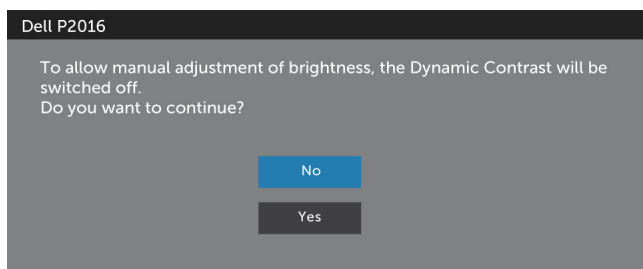 Dell P2016
To allow manual adjustment of brightness, the Dynamic Contrast will be
switched off.
Do you want to continue?
No
Yes